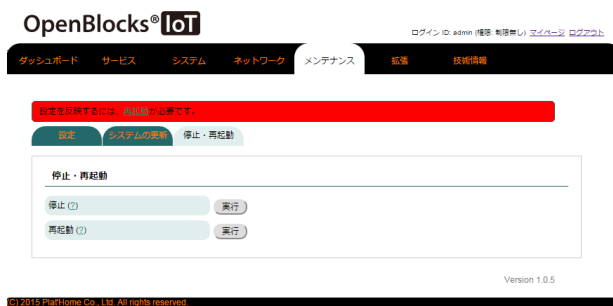 OpenBlocks® IoT
ログイン ID: admin (権限: 制限無し) マイページ ログアウト
ダッシュボード サービス システム ネットワーク メンテナンス 拡張 技術情報
設定を反映するには、再起動が必要です。
設定 システムの更新 停止・再起動
停止・再起動
停止 (?) 実行
再起動 (?) 実行
Version 1.0.5
(C) 2015 Plat'Home Co., Ltd. All rights reserved.